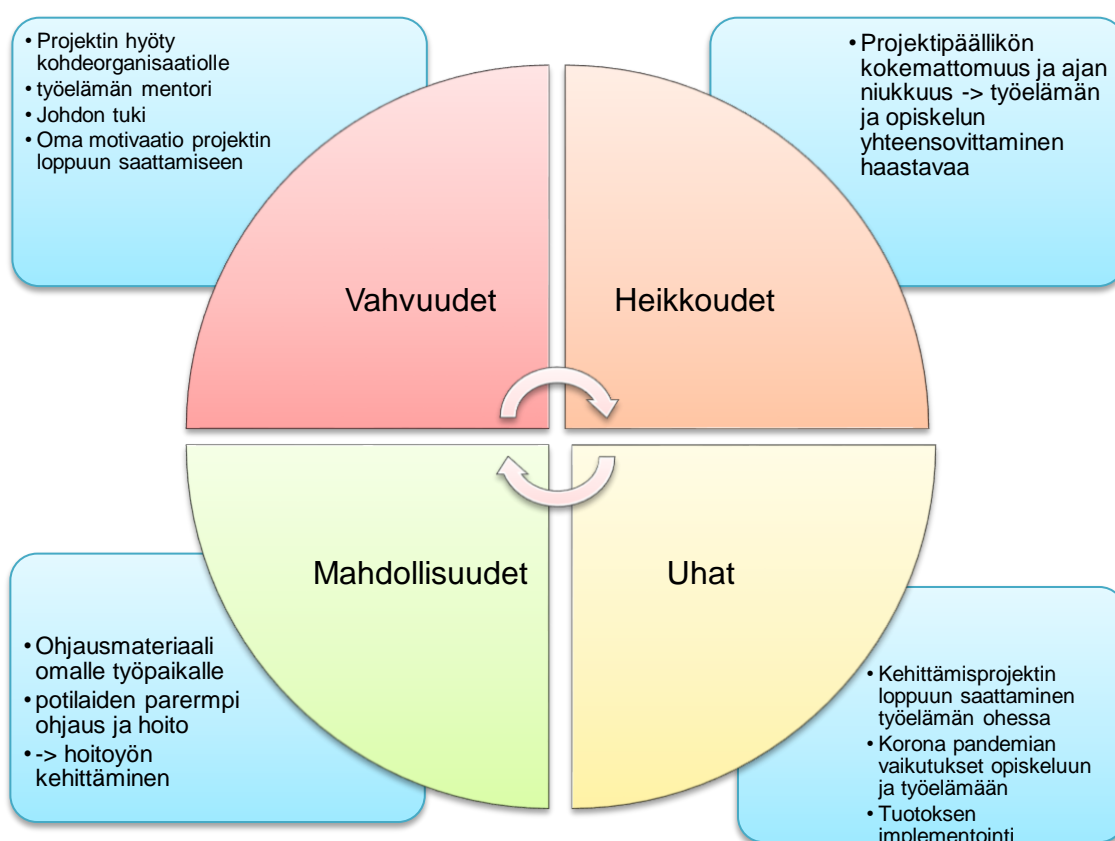 • Projektin hyöty
kohdeorganisaatiolle
• työelämän mentori
• Johdon tuki
• Oma motivaatio projektin
loppuun saattamiseen
• Projektipäällikön
kokemattomuus ja ajan
niukkuus -> työelämän
ja opiskelun
yhteensovittaminen
haastavaa
Vahvuudet
Heikkoudet
Mahdollisuudet
Uhat
• Ohjausmateriaali
omalle työpaikalle
• potilaiden parermpi
ohjaus ja hoito
• -> hoitoyön
kehittäminen
• Kehittämisprojektin
loppuun saattaminen
työelämän ohessa
• Korona pandemian
vaikutukset opiskeluun
ja työelämään
• Tuotoksen
implementointi